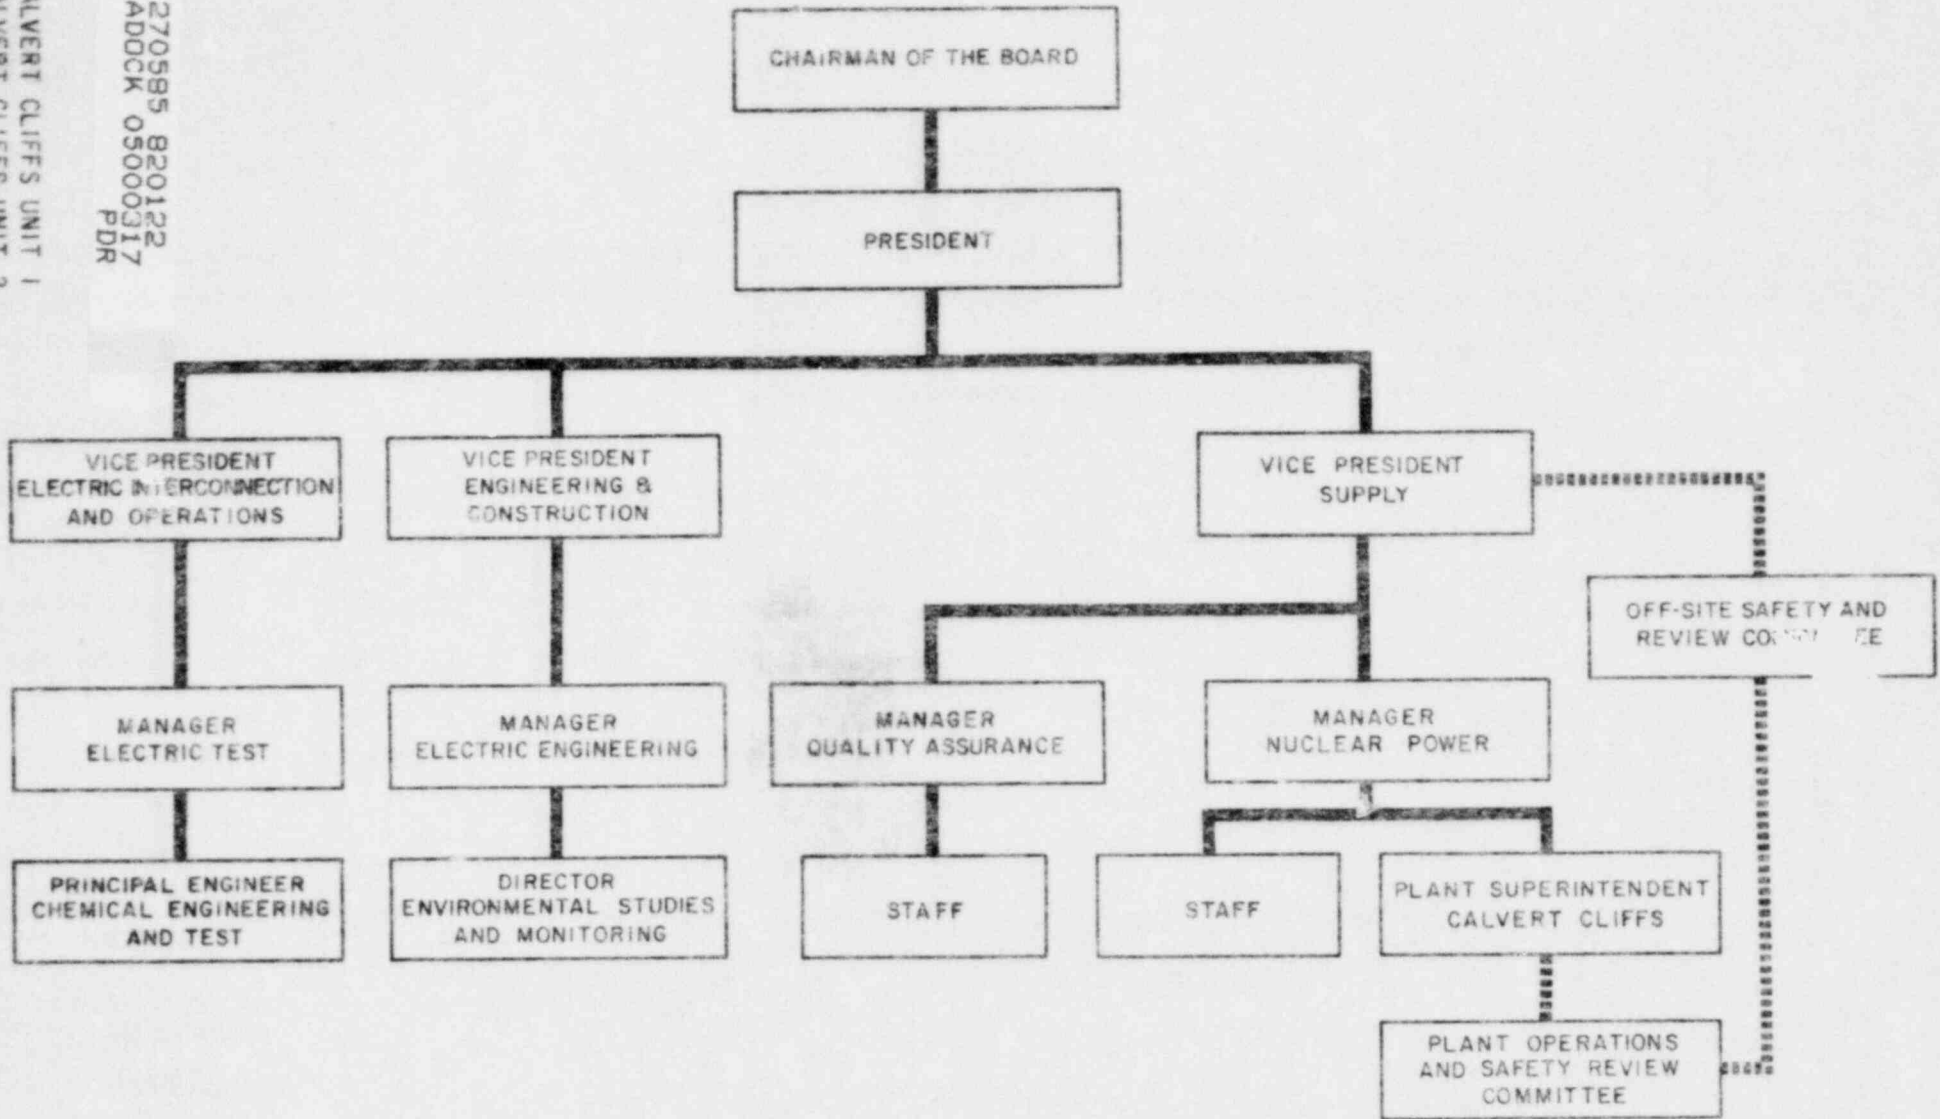 2705B5 820122
ADOCK 05000317
PDR
ALVERT CLIFFS UNIT 1
CHAIRMAN OF THE BOARD
PRESIDENT
VICE PRESIDENT
ELECTRIC INTERCONNECTION
AND OPERATIONS
VICE PRESIDENT
ENGINEERING &
CONSTRUCTION
VICE PRESIDENT
SUPPLY
OFF-SITE SAFETY AND
REVIEW
MANAGER
ELECTRIC TEST
MANAGER
ELECTRIC ENGINEERING
MANAGER
QUALITY ASSURANCE
MANAGER
NUCLEAR POWER
PRINCIPAL ENGINEER
CHEMICAL ENGINEERING
AND TEST
DIRECTOR
ENVIRONMENTAL STUDIES
AND MONITORING
STAFF
STAFF
PLANT SUPERINTENDENT
CALVERT CLIFFS
PLANT OPERATIONS
AND SAFETY REVIEW
COMMITTEE